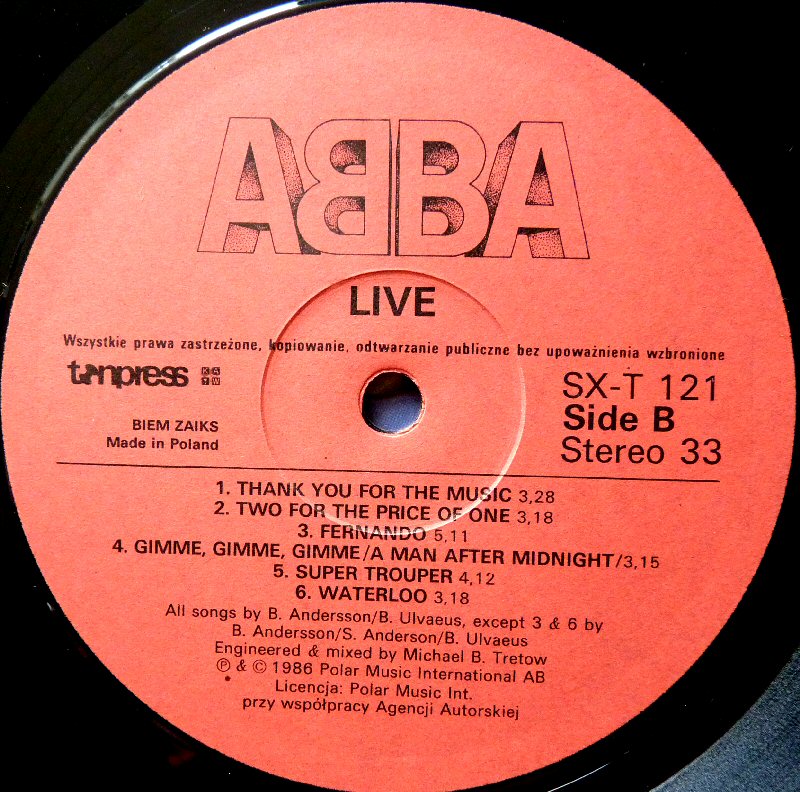 ABBA
LIVE
Wszystkie prawa zastrzeżone, kopiowanie, odtwarzanie publiczne bez upoważnienia wzbronione
tonpress KAW
SX-T 121
BIEM ZAIKS
Side B
Made in Poland
Stereo 33
1. THANK YOU FOR THE MUSIC 3,28
2. TWO FOR THE PRICE OF ONE 3,18
3. FERNANDO 5,11
4. GIMME, GIMME, GIMME/A MAN AFTER MIDNIGHT/3,15
5. SUPER TROUPER 4,12
6. WATERLOO 3,18
All songs by B. Andersson/B. Ulvaeus, except 3 & 6 by
B. Andersson/S. Anderson/B. Ulvaeus
Engineered & mixed by Michael B. Tretow
℗ & © 1986 Polar Music International AB
Licencja: Polar Music Int.
przy współpracy Agencji Autorskiej